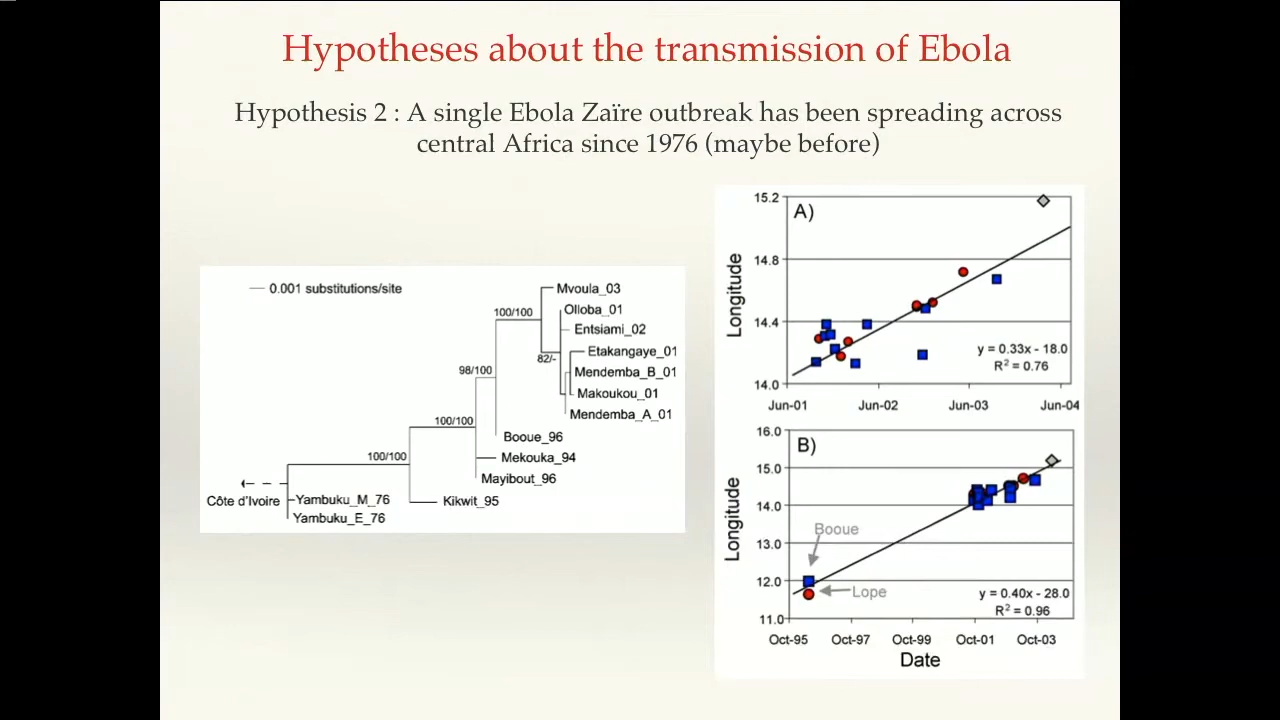 Hypotheses about the transmission of Ebola
Hypothesis 2 : A single Ebola Zaïre outbreak has been spreading across
central Africa since 1976 (maybe before)
0.001 substitutions/site
Mvoula_03
100/100
Olloba_01
Entsiami_02
82/-
Etakangaye_01
98/100
Mendemba_B_01
Makoukou_01
Mendemba_A_01
100/100
Booue_96
100/100
Mekouka_94
Mayibout_96
Côte d'Ivoire
Yambuku_M_76
Kikwit_95
Yambuku_E_76
A)
15.2
14.8
14.4
14.0
Longitude
y = 0.33x - 18.0
R² = 0.76
Jun-01
Jun-02
Jun-03
Jun-04
B)
16.0
15.0
14.0
13.0
12.0
11.0
Longitude
Booue
Lope
y = 0.40x - 28.0
R² = 0.96
Oct-95
Oct-97
Oct-99
Oct-01
Oct-03
Date